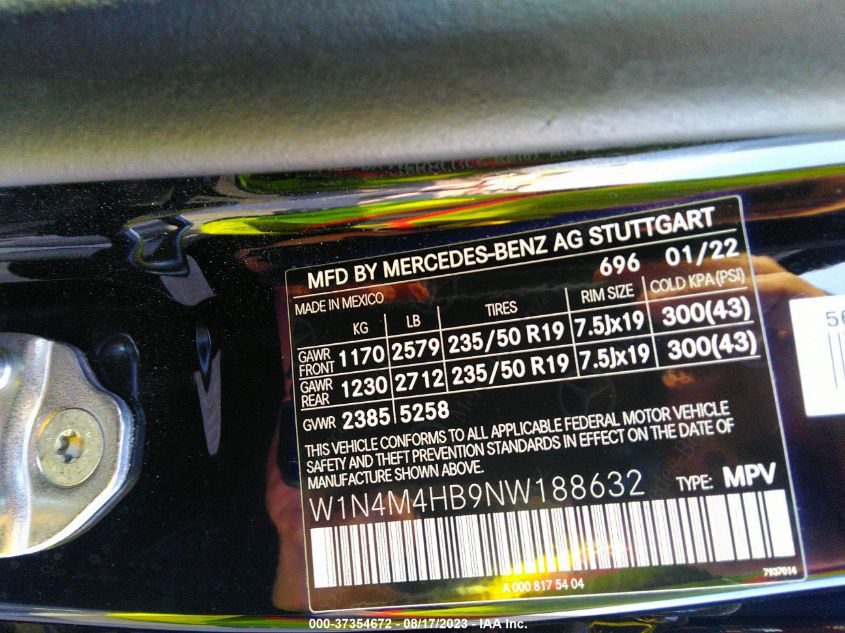 MFD BY MERCEDES-BENZ AG STUTTGART
696 01/22
MADE IN MEXICO
KG LB TIRES RIM SIZE COLD KPA (PSI)
GAWR FRONT 1170 2579 235/50 R19 7.5Jx19 300(43)
GAWR REAR 1230 2712 235/50 R19 7.5Jx19 300(43)
GVWR 2385 5258
THIS VEHICLE CONFORMS TO ALL APPLICABLE FEDERAL MOTOR VEHICLE
SAFETY AND THEFT PREVENTION STANDARDS IN EFFECT ON THE DATE OF
MANUFACTURE SHOWN ABOVE.
W1N4M4HB9NW188632 TYPE: MPV
A 000 817 54 04
7937014
56
000-37354672 - 08/17/2023 - IAA Inc.